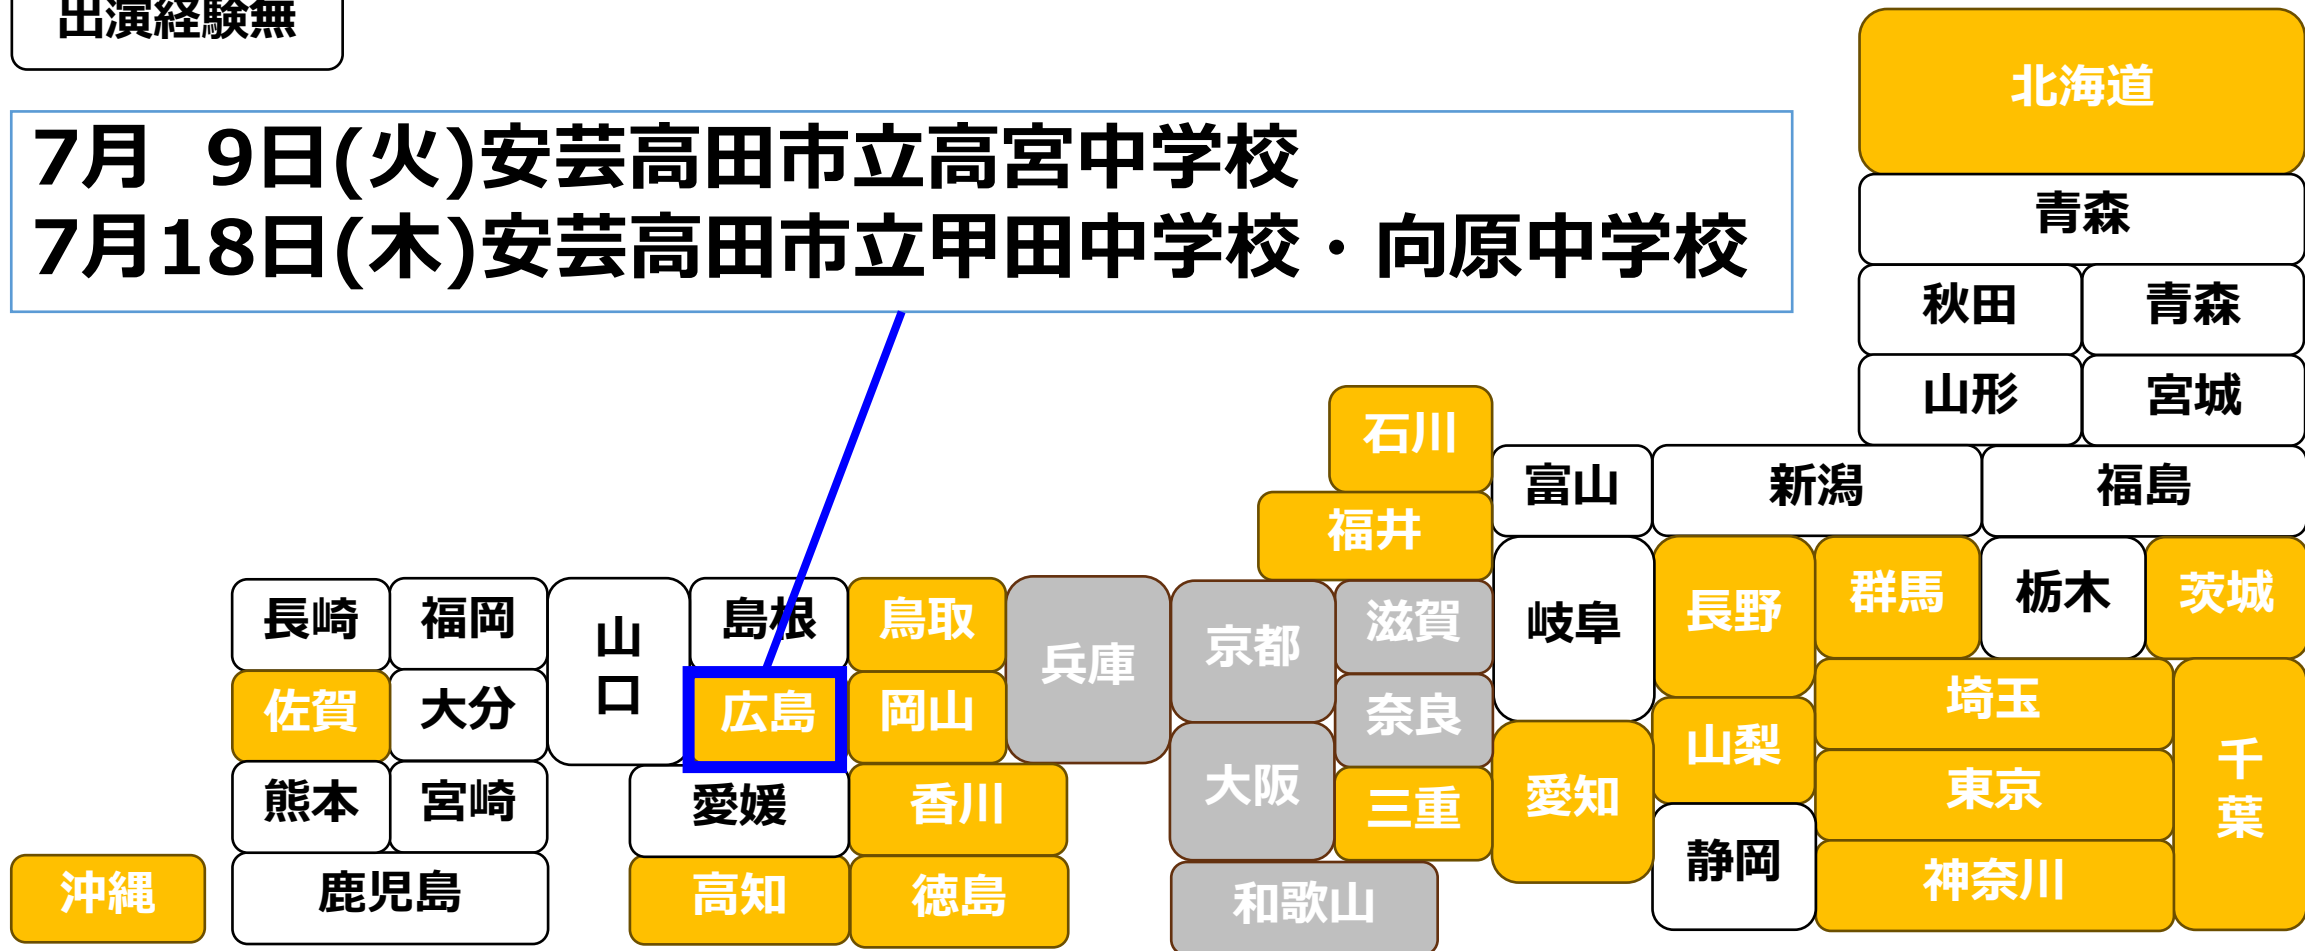 出演経験無
7月 9日(火)安芸高田市立高宮中学校
7月18日(木)安芸高田市立甲田中学校・向原中学校
北海道
青森
秋田 青森
山形 宮城
石川
富山 新潟 福島
福井
長野 群馬 栃木 茨城
長崎 福岡 山口 島根 鳥取 兵庫 京都 滋賀 岐阜
佐賀 大分 広島 岡山 奈良 山梨 埼玉 千葉
熊本 宮崎 愛媛 香川 大阪 三重 愛知 東京
沖縄 鹿児島 高知 徳島 和歌山 静岡 神奈川